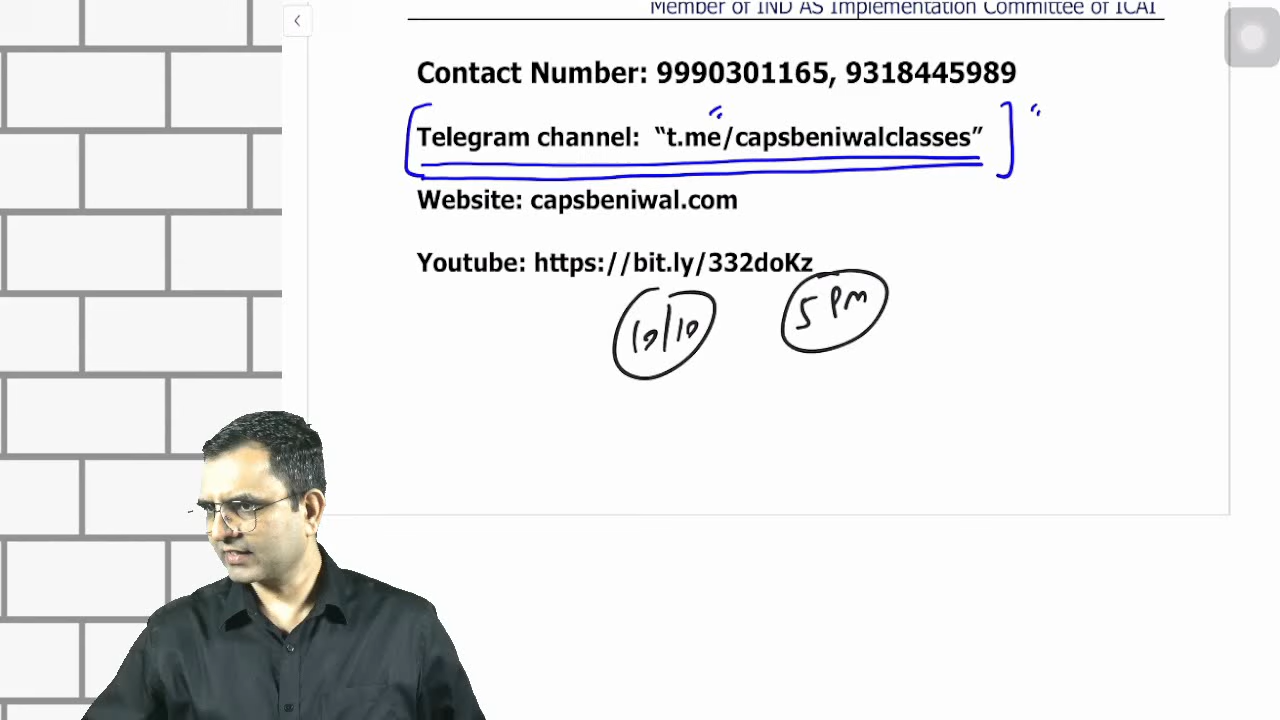 Member of IND AS Implementation Committee of ICAI
Contact Number: 9990301165, 9318445989
Telegram channel: “t.me/capsbeniwalclasses”
Website: capsbeniwal.com
Youtube: https://bit.ly/332doKz
10/10 5 PM